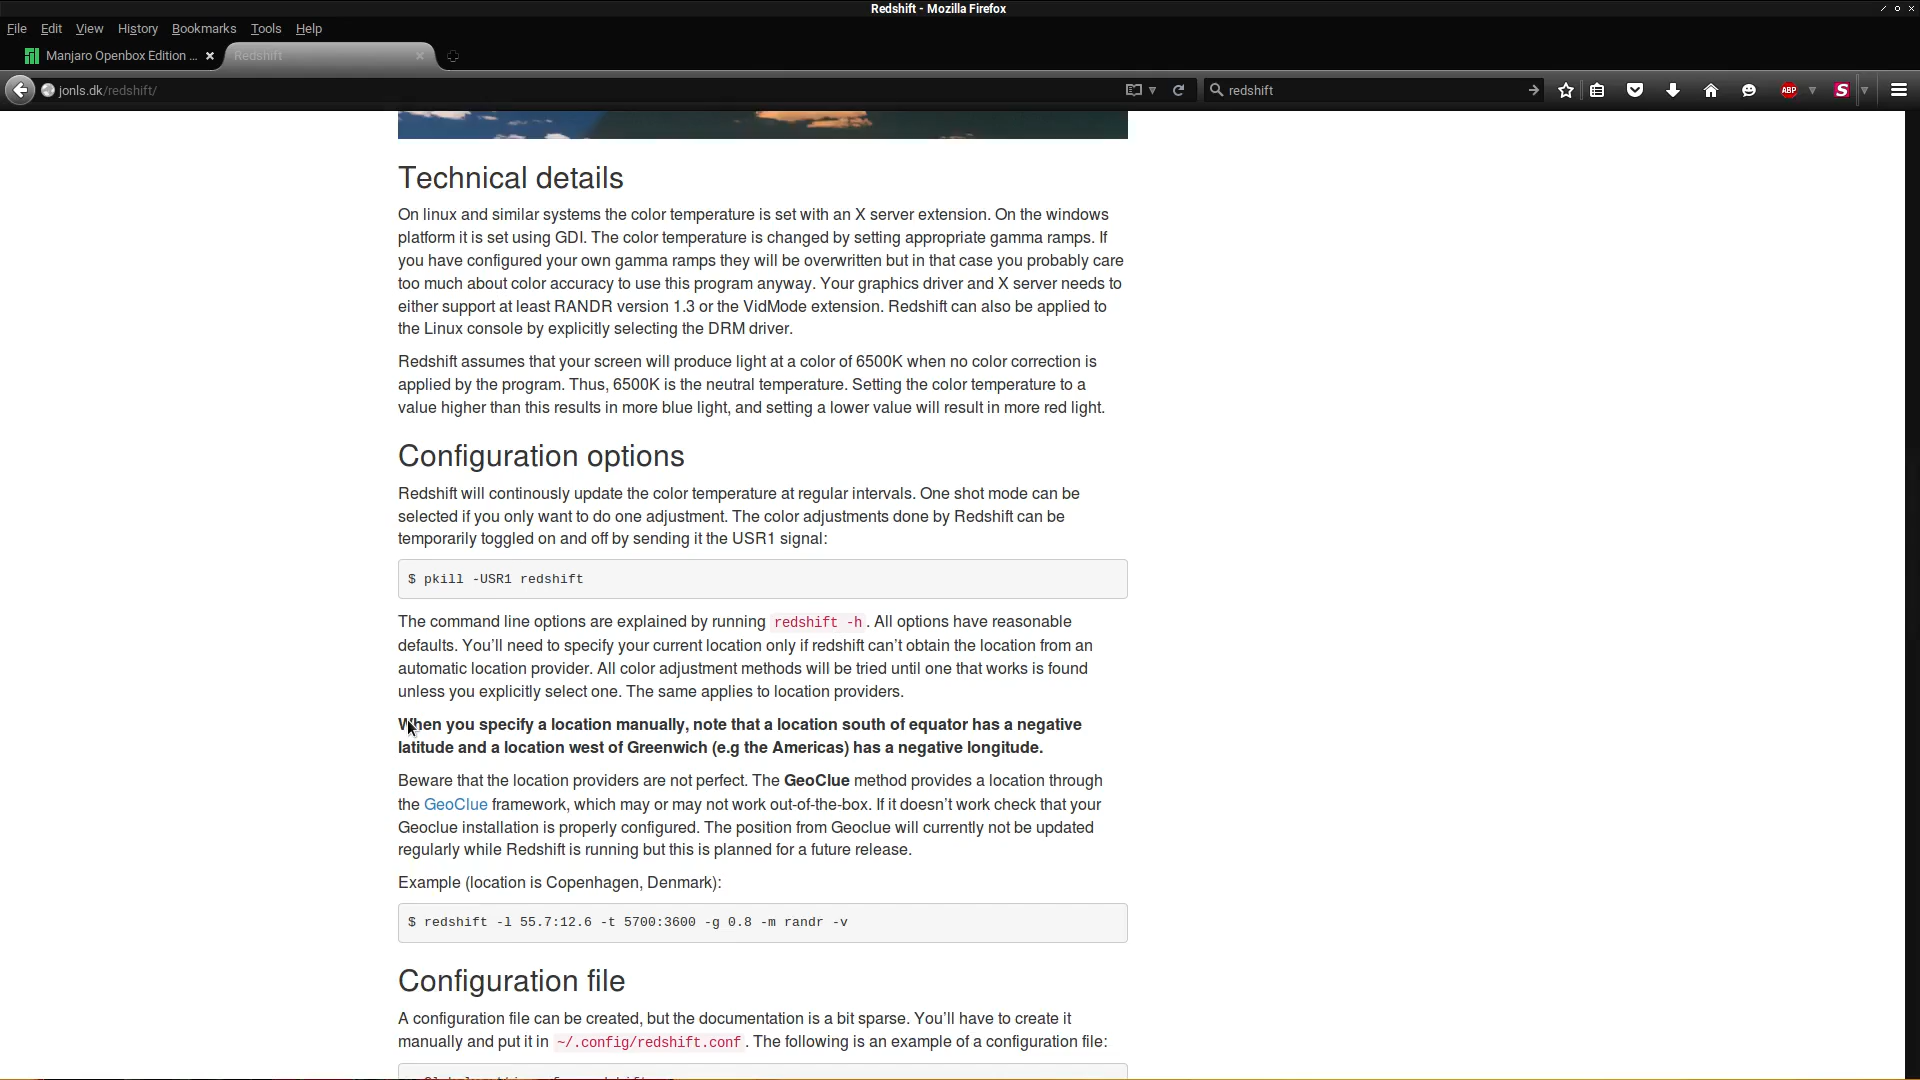 Redshift - Mozilla Firefox
File Edit View History Bookmarks Tools Help
Manjaro Openbox Edition ...
Redshift
jonls.dk/redshift/
redshift
ABP
S
Technical details
On linux and similar systems the color temperature is set with an X server extension. On the windows
platform it is set using GDI. The color temperature is changed by setting appropriate gamma ramps. If
you have configured your own gamma ramps they will be overwritten but in that case you probably care
too much about color accuracy to use this program anyway. Your graphics driver and X server needs to
either support at least RANDR version 1.3 or the VidMode extension. Redshift can also be applied to
the Linux console by explicitly selecting the DRM driver.
Redshift assumes that your screen will produce light at a color of 6500K when no color correction is
applied by the program. Thus, 6500K is the neutral temperature. Setting the color temperature to a
value higher than this results in more blue light, and setting a lower value will result in more red light.
Configuration options
Redshift will continously update the color temperature at regular intervals. One shot mode can be
selected if you only want to do one adjustment. The color adjustments done by Redshift can be
temporarily toggled on and off by sending it the USR1 signal:
$ pkill -USR1 redshift
The command line options are explained by running redshift -h. All options have reasonable
defaults. You’ll need to specify your current location only if redshift can’t obtain the location from an
automatic location provider. All color adjustment methods will be tried until one that works is found
unless you explicitly select one. The same applies to location providers.
When you specify a location manually, note that a location south of equator has a negative
latitude and a location west of Greenwich (e.g the Americas) has a negative longitude.
Beware that the location providers are not perfect. The GeoClue method provides a location through
the GeoClue framework, which may or may not work out-of-the-box. If it doesn’t work check that your
Geoclue installation is properly configured. The position from Geoclue will currently not be updated
regularly while Redshift is running but this is planned for a future release.
Example (location is Copenhagen, Denmark):
$ redshift -l 55.7:12.6 -t 5700:3600 -g 0.8 -m randr -v
Configuration file
A configuration file can be created, but the documentation is a bit sparse. You’ll have to create it
manually and put it in ~/.config/redshift.conf. The following is an example of a configuration file: